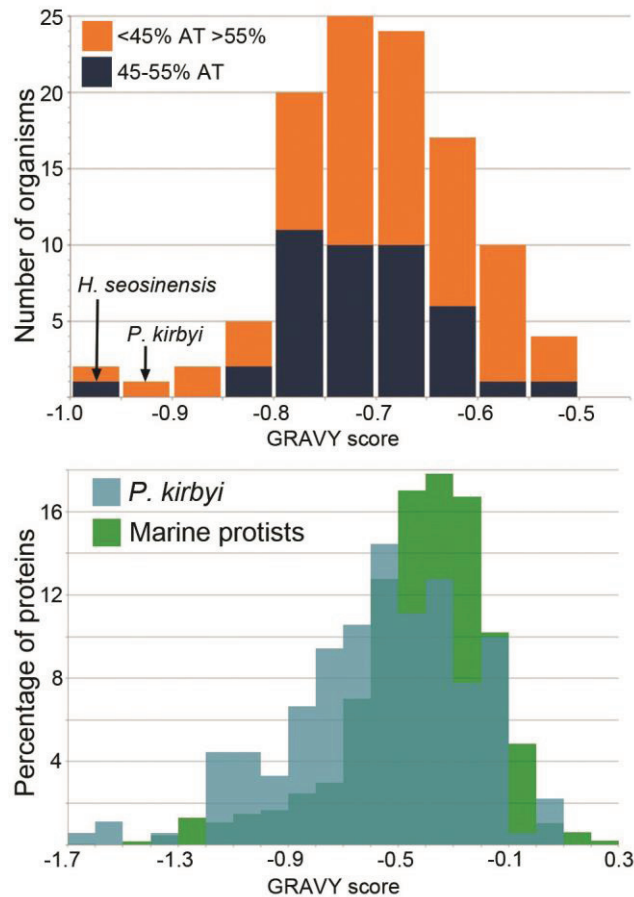 25
<45% AT >55%
45-55% AT
20
15
10
5
Number of organisms
H. seosinensis
P. kirbyi
-1.0 -0.9 -0.8 -0.7 -0.6 -0.5
GRAVY score
P. kirbyi
Marine protists
16
12
8
4
Percentage of proteins
-1.7 -1.3 -0.9 -0.5 -0.1 0.3
GRAVY score